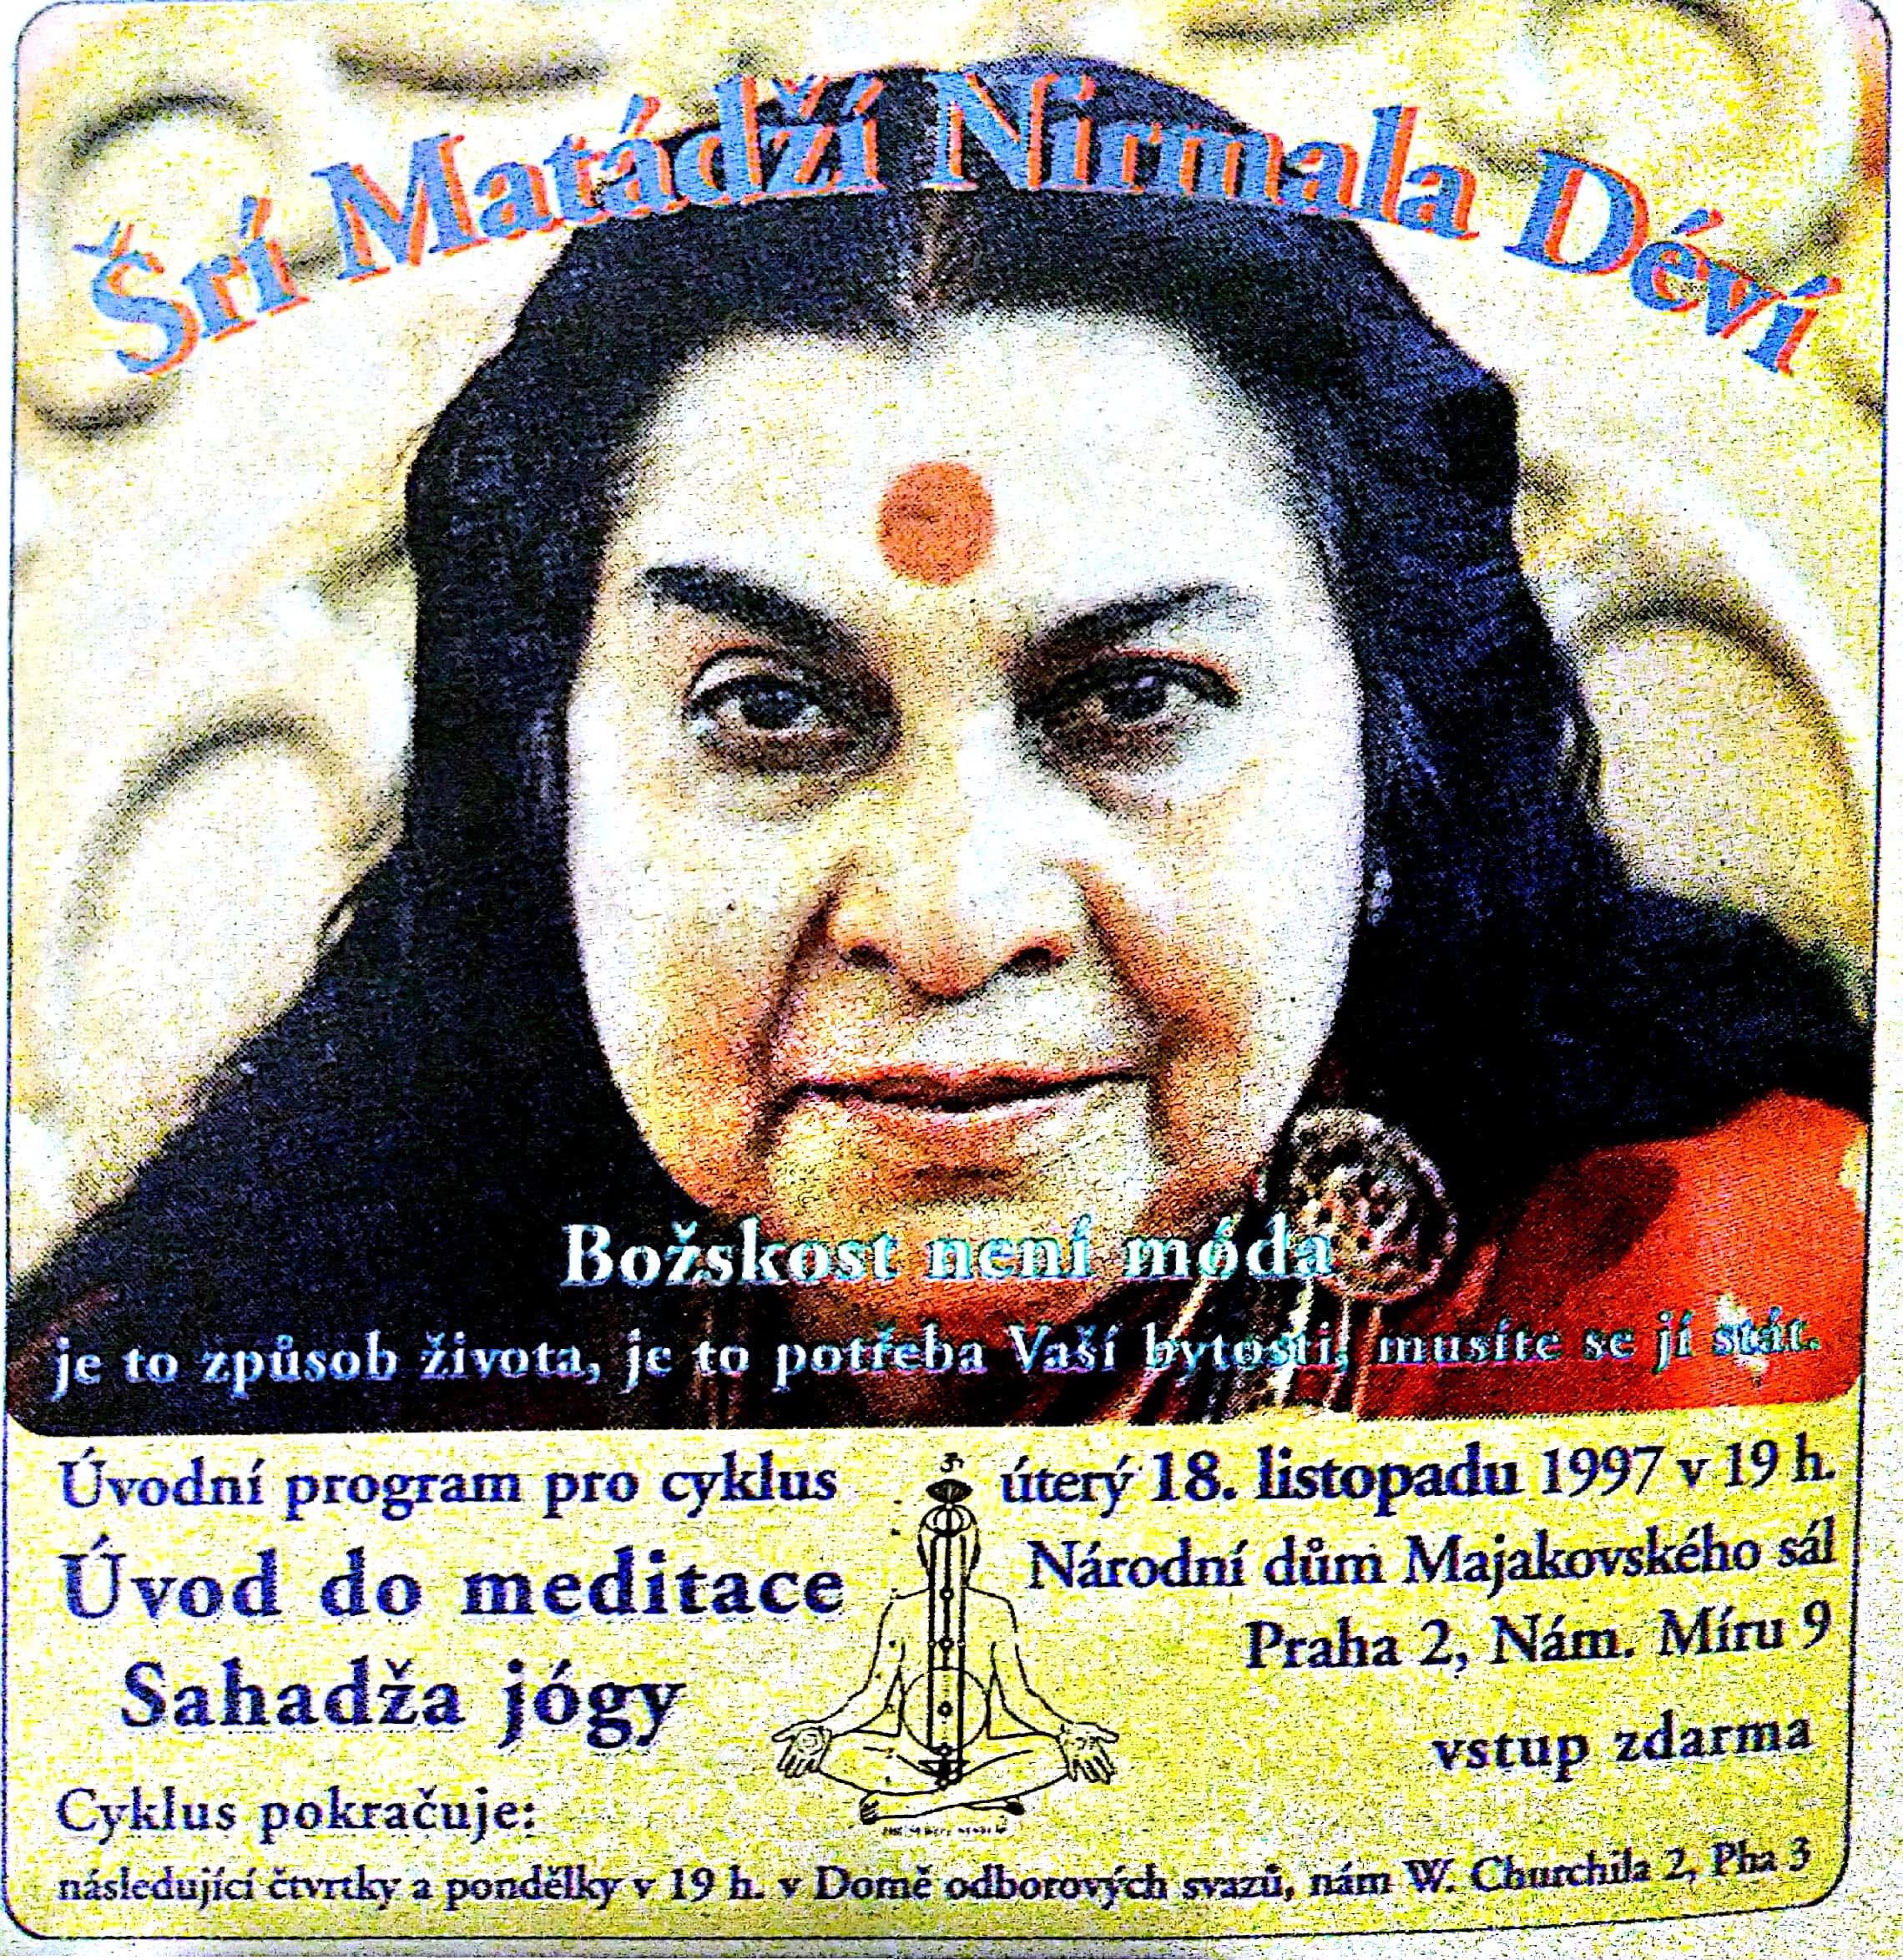 Šrí Matádží Nirmala Déví
Božskost není móda
je to způsob života, je to potřeba Vaší bytosti, musíte se jí stát.
Úvodní program pro cyklus
Úvod do meditace
Sahadža jógy
Cyklus pokračuje:
úterý 18. listopadu 1997 v 19 h.
Národní dům Majakovského sál
Praha 2, Nám. Míru 9
vstup zdarma
následující čtvrtky a pondělky v 19 h. v Domě odborových svazů, nám W. Churchila 2, Pha 3